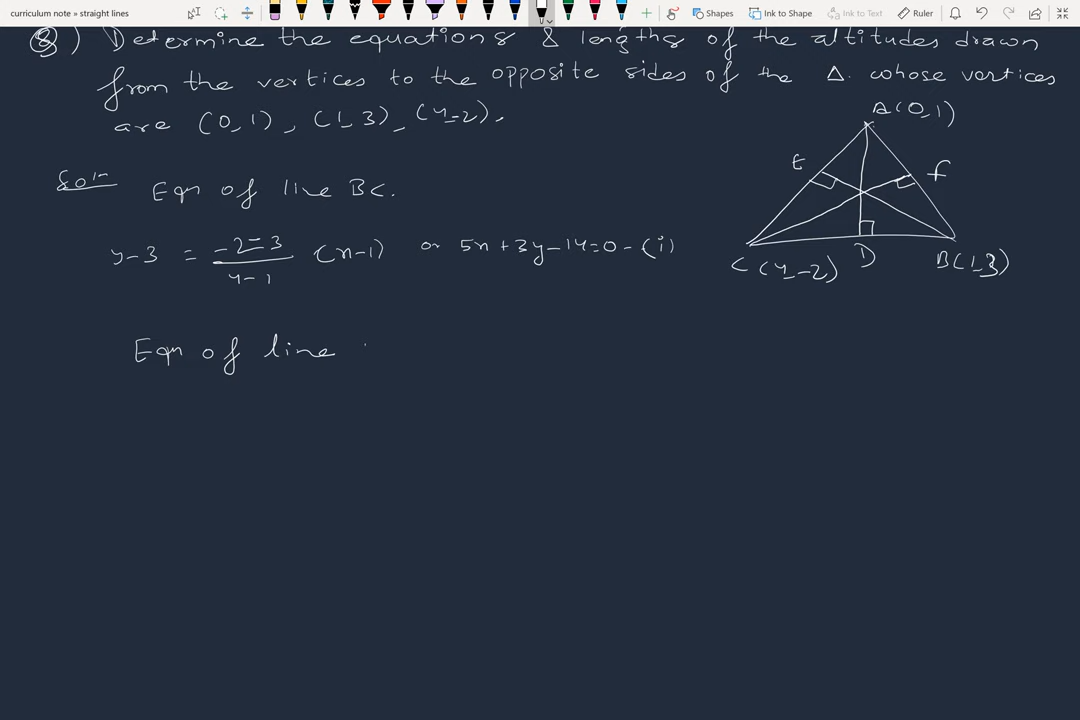 curriculum note » straight lines
Shapes Ink to Shape Ink to Text Ruler
Q) Determine the equations & lengths of the altitudes drawn
from the vertices to the opposite sides of the Δ. whose vertices
are (0,1), (1,3), (4,-2).
A(0,1)
E F
Soln Eqn of line BC.
y-3 = -2-3 / 4-1 (x-1) or 5x+3y-14=0 -(i)
C(4,-2) D B(1,3)
Eqn of line